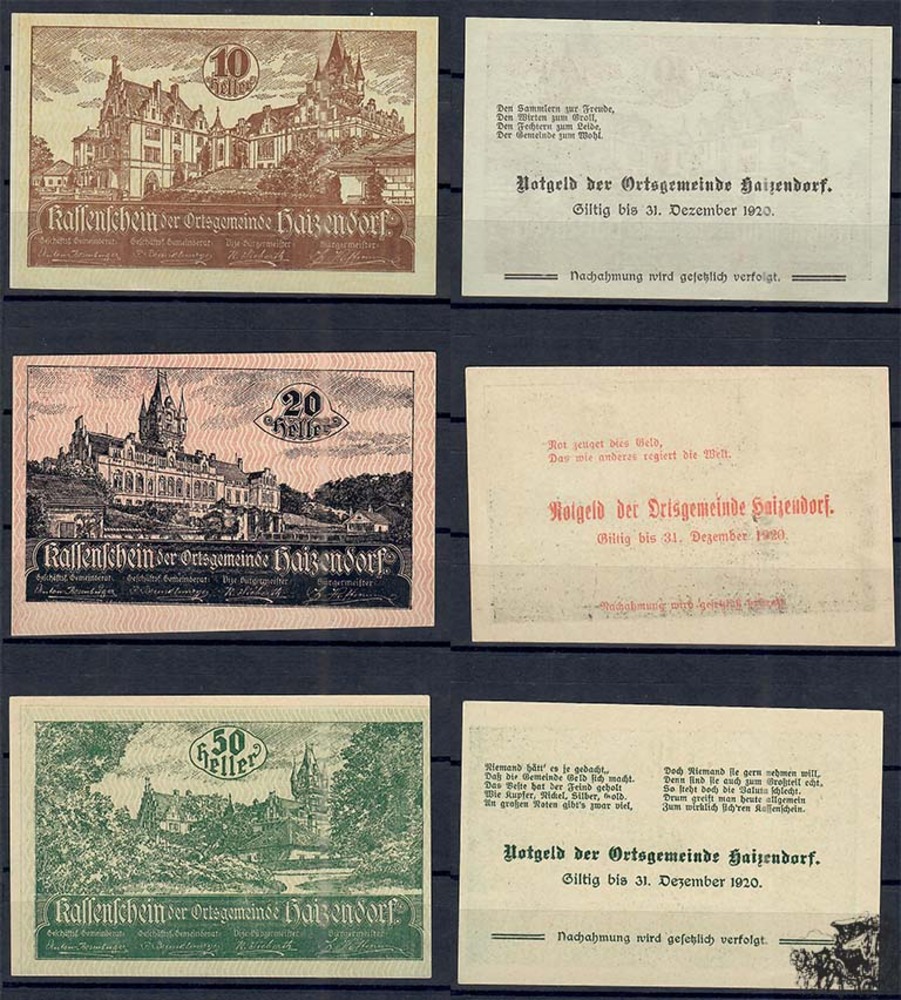 10
Heller
Kassenschein der Ortsgemeinde Haizendorf.
Geschäftsf. Gemeinderat: Geschäftsf. Gemeinderat: Vize-Bürgermeister: Bürgermeister:
Den Sammlern zur Freude,
Den Wirten zum Groll,
Den Fechtern zum Leide,
Der Gemeinde zum Wohl.
Notgeld der Ortsgemeinde Haizendorf.
Giltig bis 31. Dezember 1920.
Nachahmung wird gesetzlich verfolgt.
20
Heller
Kassenschein der Ortsgemeinde Haizendorf.
Geschäftsf. Gemeinderat: Geschäftsf. Gemeinderat: Vize-Bürgermeister: Bürgermeister:
Not zeuget dies Geld,
Das wie anderes regiert die Welt.
Notgeld der Ortsgemeinde Haizendorf.
Giltig bis 31. Dezember 1920.
Nachahmung wird gesetzlich verfolgt.
50
Heller
Kassenschein der Ortsgemeinde Haizendorf.
Geschäftsf. Gemeinderat: Geschäftsf. Gemeinderat: Vize-Bürgermeister: Bürgermeister:
Niemand hätt' es je gedacht,
Daß die Gemeinde Geld sich macht.
Das Beste hat der Feind geholt
Wie Kupfer, Nickel, Silber, Gold.
An großen Noten gibt's zwar viel,
Doch Niemand sie gern nehmen will,
Denn sind sie auch zum Großteil echt,
So steht doch die Valuta schlecht.
Drum greift man heute allgemein
Zum wirklich sich'ren Kassenschein.
Notgeld der Ortsgemeinde Haizendorf.
Giltig bis 31. Dezember 1920.
Nachahmung wird gesetzlich verfolgt.